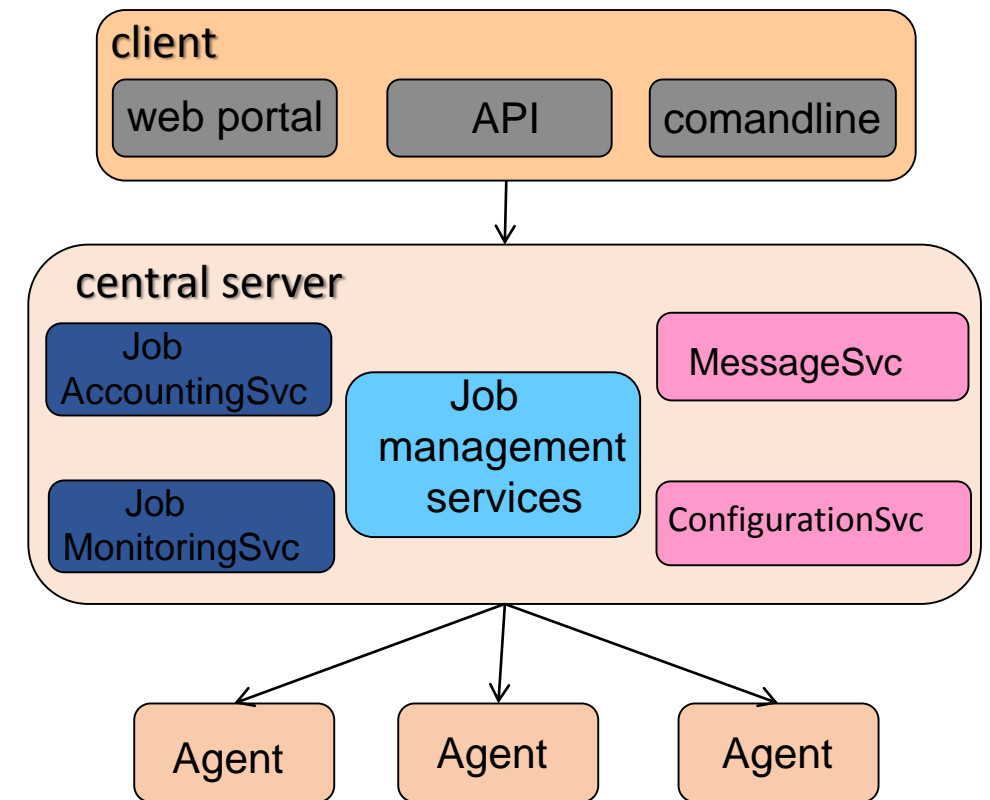 client
web portal
API
comandline
central server
Job
AccountingSvc
MessageSvc
Job
management
services
Job
MonitoringSvc
ConfigurationSvc
Agent
Agent
Agent